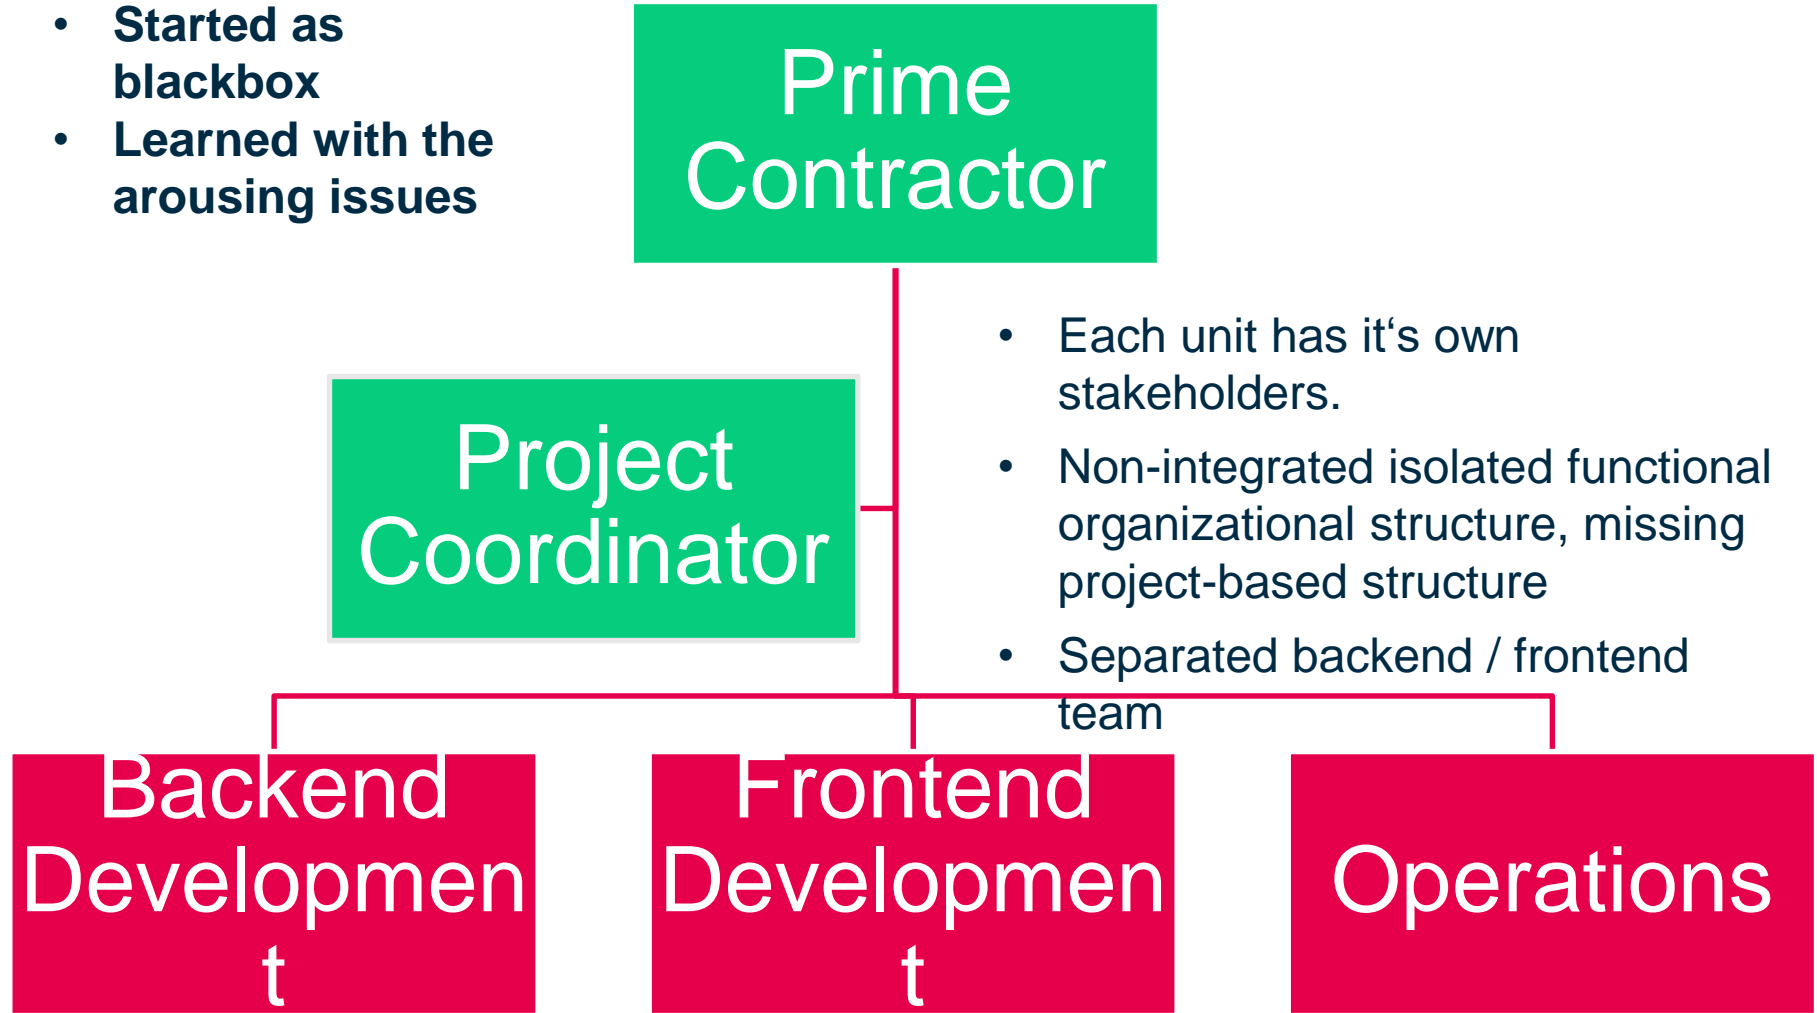 • Started as
blackbox
• Learned with the
arousing issues
Prime
Contractor
Project
Coordinator
• Each unit has it‘s own
stakeholders.
• Non-integrated isolated functional
organizational structure, missing
project-based structure
• Separated backend / frontend
team
Backend
Developmen
t
Frontend
Developmen
t
Operations